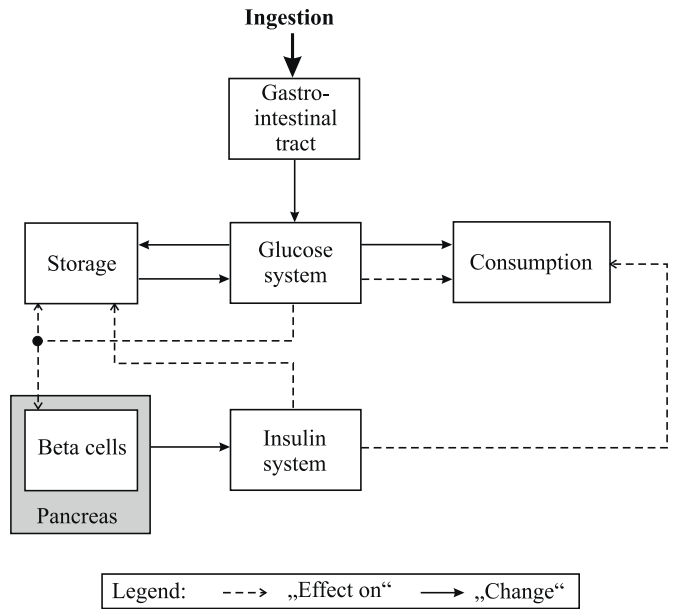 Ingestion
Gastro-
intestinal
tract
Storage
Glucose
system
Consumption
Beta cells
Insulin
system
Pancreas
Legend: „Effect on“ „Change“